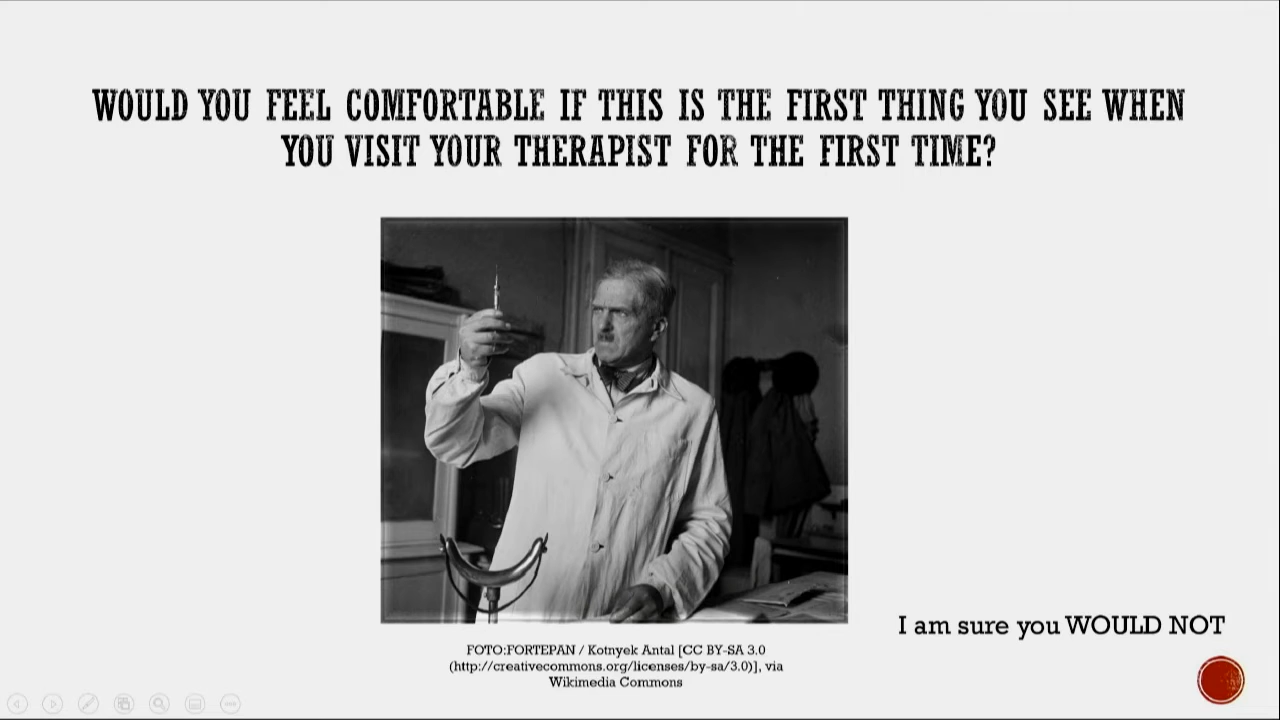 WOULD YOU FEEL COMFORTABLE IF THIS IS THE FIRST THING YOU SEE WHEN
YOU VISIT YOUR THERAPIST FOR THE FIRST TIME?
I am sure you WOULD NOT
FOTO:FORTEPAN / Kotnyek Antal [CC BY-SA 3.0
(http://creativecommons.org/licenses/by-sa/3.0)], via
Wikimedia Commons